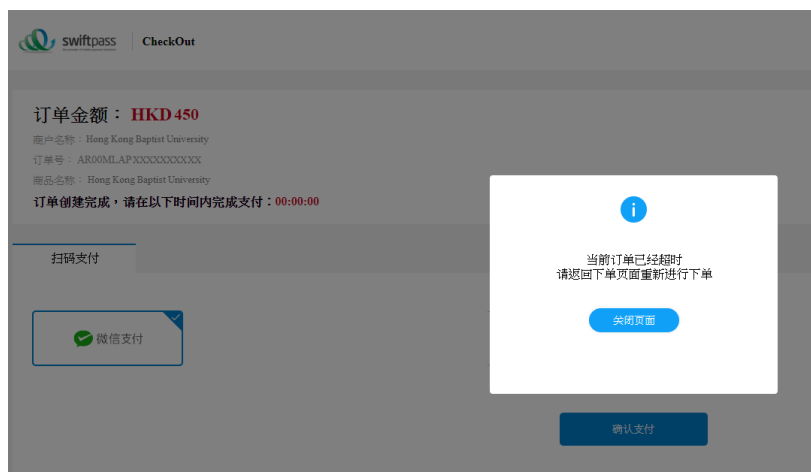 swiftpass CheckOut
订单金额： HKD 450
商户名称： Hong Kong Baptist University
订单号： AR00MLAPXXXXXXXXXX
商品名称： Hong Kong Baptist University
订单创建完成，请在以下时间内完成支付：00:00:00
扫码支付
微信支付
当前订单已经超时
请返回下单页面重新进行下单
关闭页面
确认支付